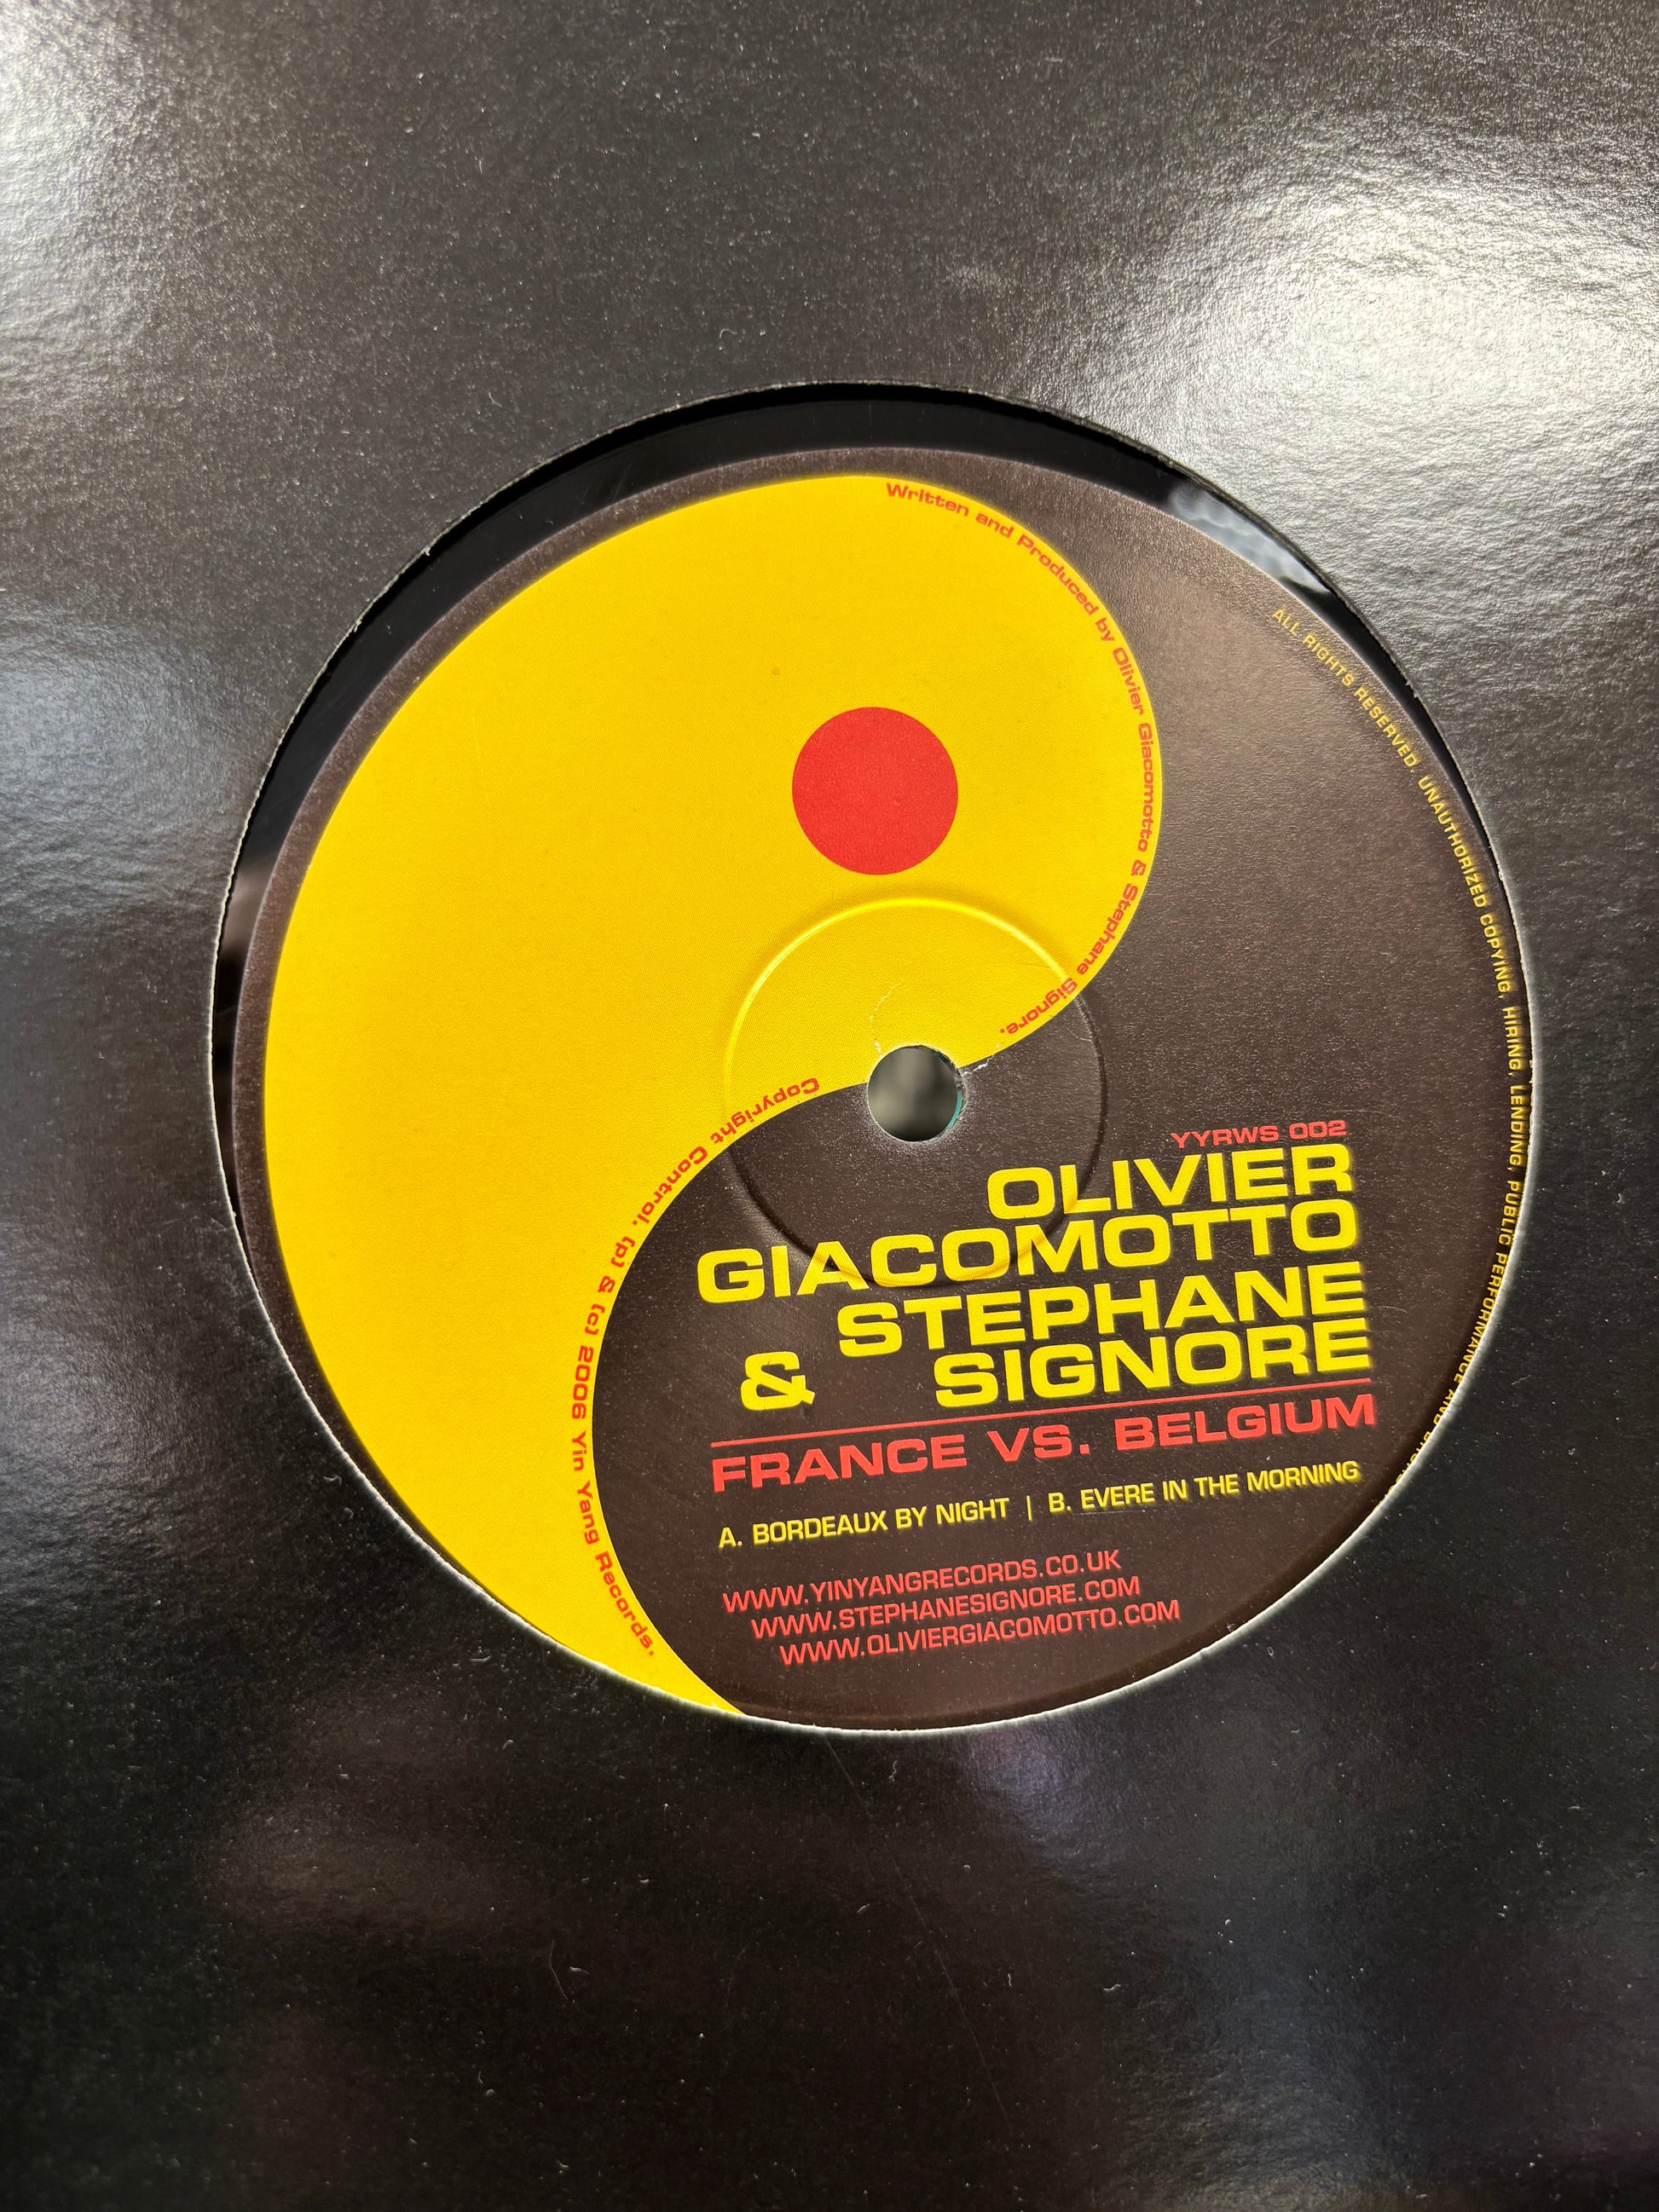 Written and Produced by Olivier Giacomotto & Stephane Signore.
Copyright Control. (p) & (c) 2006 Yin Yang Records.
ALL RIGHTS RESERVED. UNAUTHORIZED COPYING, HIRING, LENDING, PUBLIC PERFORMANCE AND
YYRWS 002
OLIVIER
GIACOMOTTO
STEPHANE
& SIGNORE
FRANCE VS. BELGIUM
A. BORDEAUX BY NIGHT | B. EVERE IN THE MORNING
WWW.YINYANGRECORDS.CO.UK
WWW.STEPHANESIGNORE.COM
WWW.OLIVIERGIACOMOTTO.COM